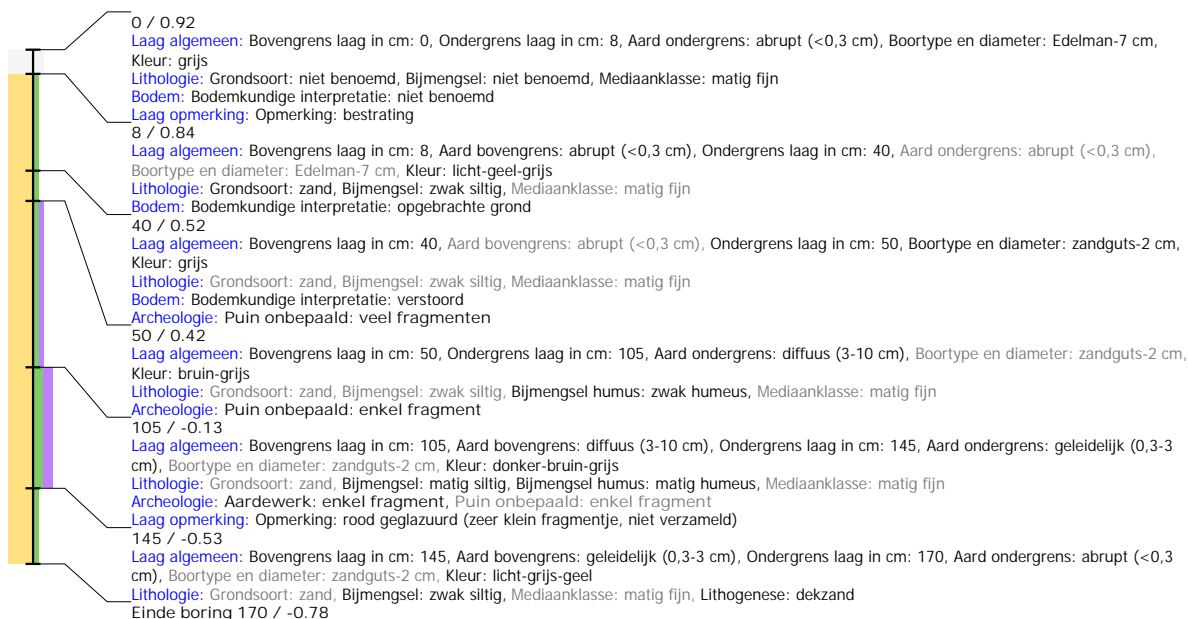 0 / 0.92
Laag algemeen: Bovengrens laag in cm: 0, Ondergrens laag in cm: 8, Aard ondergrens: abrupt (<0,3 cm), Boortype en diameter: Edelman-7 cm,
Kleur: grijs
Lithologie: Grondsoort: niet benoemd, Bijmengsel: niet benoemd, Mediaanklasse: matig fijn
Bodem: Bodemkundige interpretatie: niet benoemd
Laag opmerking: Opmerking: bestrating
8 / 0.84
Laag algemeen: Bovengrens laag in cm: 8, Aard bovengrens: abrupt (<0,3 cm), Ondergrens laag in cm: 40, Aard ondergrens: abrupt (<0,3 cm),
Boortype en diameter: Edelman-7 cm, Kleur: licht-geel-grijs
Lithologie: Grondsoort: zand, Bijmengsel: zwak siltig, Mediaanklasse: matig fijn
Bodem: Bodemkundige interpretatie: opgebrachte grond
40 / 0.52
Laag algemeen: Bovengrens laag in cm: 40, Aard bovengrens: abrupt (<0,3 cm), Ondergrens laag in cm: 50, Boortype en diameter: zandguts-2 cm,
Kleur: grijs
Lithologie: Grondsoort: zand, Bijmengsel: zwak siltig, Mediaanklasse: matig fijn
Bodem: Bodemkundige interpretatie: verstoord
Archeologie: Puin onbepaald: veel fragmenten
50 / 0.42
Laag algemeen: Bovengrens laag in cm: 50, Ondergrens laag in cm: 105, Aard ondergrens: diffuus (3-10 cm), Boortype en diameter: zandguts-2 cm,
Kleur: bruin-grijs
Lithologie: Grondsoort: zand, Bijmengsel: zwak siltig, Bijmengsel humus: zwak humeus, Mediaanklasse: matig fijn
Archeologie: Puin onbepaald: enkel fragment
105 / -0.13
Laag algemeen: Bovengrens laag in cm: 105, Aard bovengrens: diffuus (3-10 cm), Ondergrens laag in cm: 145, Aard ondergrens: geleidelijk (0,3-3
cm), Boortype en diameter: zandguts-2 cm, Kleur: donker-bruin-grijs
Lithologie: Grondsoort: zand, Bijmengsel: matig siltig, Bijmengsel humus: matig humeus, Mediaanklasse: matig fijn
Archeologie: Aardewerk: enkel fragment, Puin onbepaald: enkel fragment
Laag opmerking: Opmerking: rood geglazuurd (zeer klein fragmentje, niet verzameld)
145 / -0.53
Laag algemeen: Bovengrens laag in cm: 145, Aard bovengrens: geleidelijk (0,3-3 cm), Ondergrens laag in cm: 170, Aard ondergrens: abrupt (<0,3
cm), Boortype en diameter: zandguts-2 cm, Kleur: licht-grijs-geel
Lithologie: Grondsoort: zand, Bijmengsel: zwak siltig, Mediaanklasse: matig fijn, Lithogenese: dekzand
Einde boring 170 / -0.78